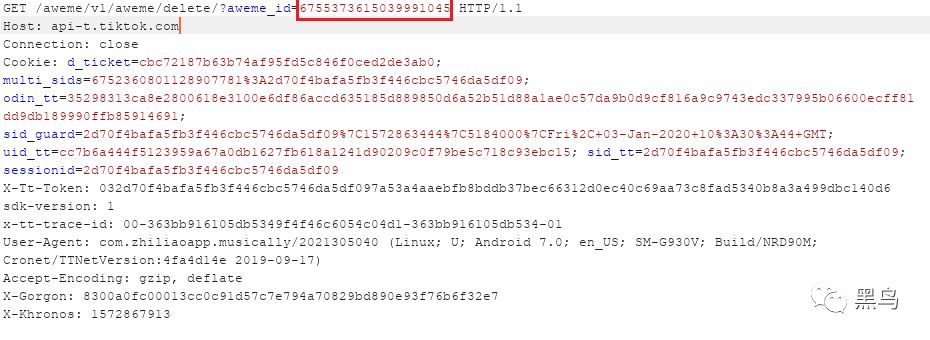 GET /aweme/v1/aweme/delete/?aweme_id=6755373615039991045 HTTP/1.1
Host: api-t.tiktok.com
Connection: close
Cookie: d_ticket=cbc72187b63b74af95fd5c846f0ced2de3ab0;
multi_sids=6752360801128907781%3A2d70f4bafa5fb3f446cbc5746da5df09;
odin_tt=35298313ca8e2800618e3100e6df86accd635185d889850d6a52b51d88a1ae0c57da9b0d9cf816a9c9743edc337995b06600ecff81
dd9db189990ffb85914691;
sid_guard=2d70f4bafa5fb3f446cbc5746da5df09%7C1572863444%7C5184000%7CFri%2C+03-Jan-2020+10%3A30%3A44+GMT;
uid_tt=cc7b6a444f5123959a67a0db1627fb618a1241d90209c0f79be5c718c93ebc15; sid_tt=2d70f4bafa5fb3f446cbc5746da5df09;
sessionid=2d70f4bafa5fb3f446cbc5746da5df09
X-Tt-Token: 032d70f4bafa5fb3f446cbc5746da5df097a53a4aaebfb8bddb37bec66312d0ec40c69aa73c8fad5340b8a3a499dbc140d6
sdk-version: 1
x-tt-trace-id: 00-363bb916105db5349f4f46c6054c04d1-363bb916105db534-01
User-Agent: com.zhiliaoapp.musically/2021305040 (Linux; U; Android 7.0; en_US; SM-G930V; Build/NRD90M;
Cronet/TTNetVersion:4fa4d14e 2019-09-17)
Accept-Encoding: gzip, deflate
X-Gorgon: 8300a0fc00013cc0c91d57c7e794a70829bd890e93f76b6f32e7
X-Khronos: 1572867913
黑鸟